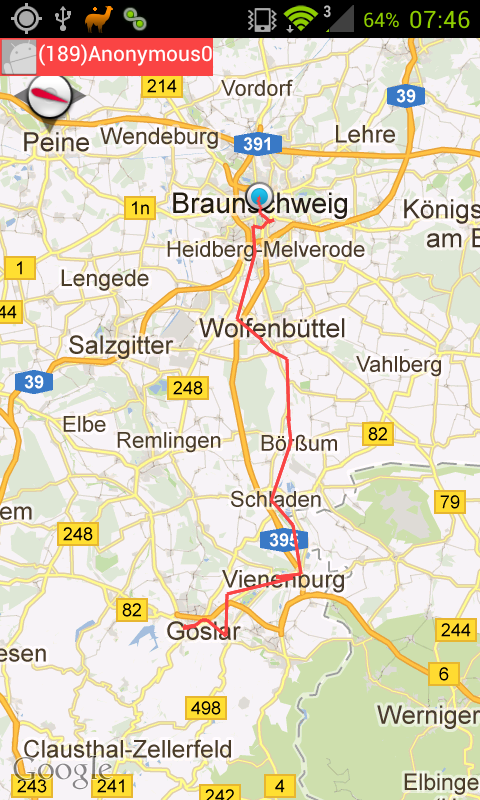 3
64% 07:46
(189)Anonymous0
214
Vordorf
39
Peine
Wendeburg
391
Lehre
1n
Braunschweig
Königs
am E
Heidberg-Melverode
1
Lengede
44
Wolfenbüttel
Salzgitter
Vahlberg
39
248
Elbe
82
Remlingen
Börßum
79
em
Schladen
248
395
Vienenburg
82
Goslar
244
esen
6
498
Werniger
Clausthal-Zellerfeld
Google
243
241
242
4
Elbinge